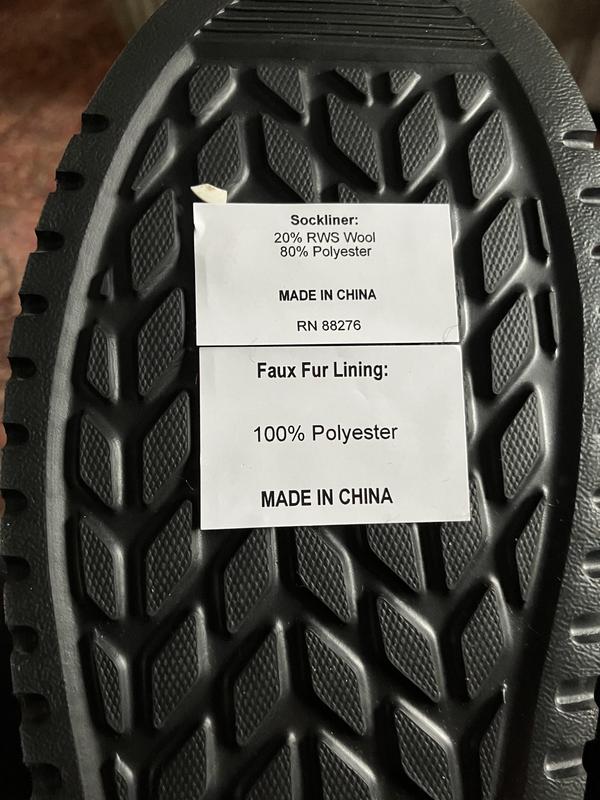 Sockliner:
20% RWS Wool
80% Polyester
MADE IN CHINA
RN 88276
Faux Fur Lining:
100% Polyester
MADE IN CHINA